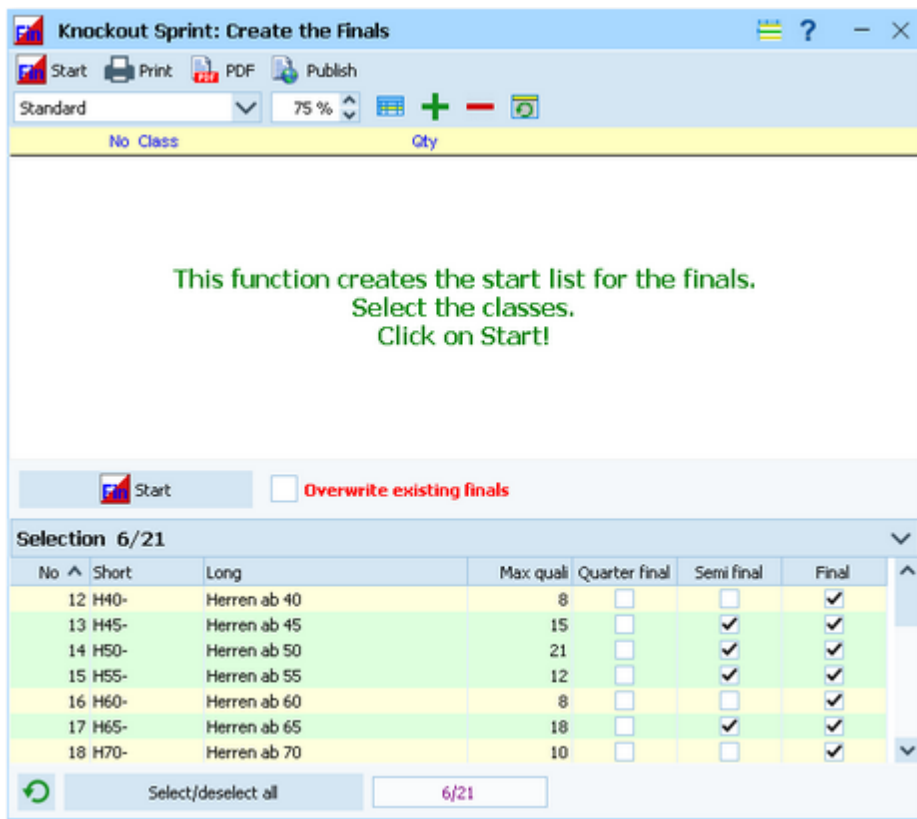 Fin Knockout Sprint: Create the Finals ?
Fin Start Print PDF PDF Publish
Standard 75 %
No Class Qty
This function creates the start list for the finals.
Select the classes.
Click on Start!
Fin Start Overwrite existing finals
Selection 6/21
No Short Long Max quali Quarter final Semi final Final
12 H40- Herren ab 40 8
13 H45- Herren ab 45 15
14 H50- Herren ab 50 21
15 H55- Herren ab 55 12
16 H60- Herren ab 60 8
17 H65- Herren ab 65 18
18 H70- Herren ab 70 10
Select/deselect all 6/21